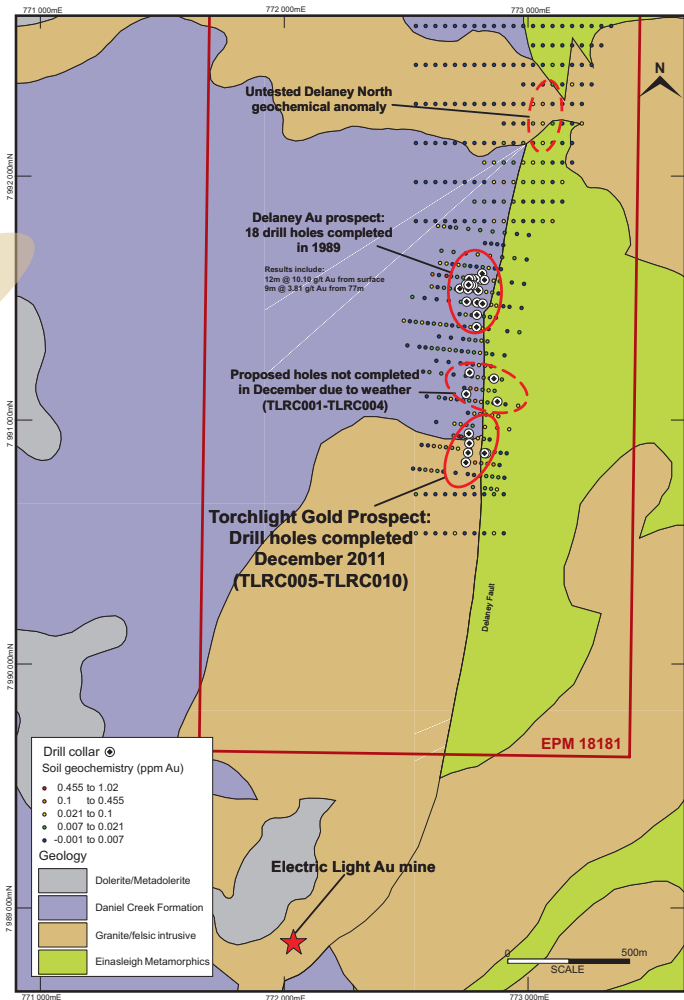 771 000mE
772 000mE
773 000mE
N
Untested Delaney North
geochemical anomaly
7 992 000mN
Delaney Au prospect:
18 drill holes completed
in 1989
Results include:
12m @ 10.10 g/t Au from surface
9m @ 3.81 g/t Au from 77m
Proposed holes not completed
in December due to weather
(TLRC001-TLRC004)
7 991 000mN
Torchlight Gold Prospect:
Drill holes completed
December 2011
(TLRC005-TLRC010)
Delaney Fault
7 990 000mN
EPM 18181
Drill collar
Soil geochemistry (ppm Au)
0.455 to 1.02
0.1 to 0.455
0.021 to 0.1
0.007 to 0.021
-0.001 to 0.007
Geology
Dolerite/Metadolerite
Daniel Creek Formation
Granite/felsic intrusive
Einasleigh Metamorphics
Electric Light Au mine
7 989 000mN
0 500m
SCALE
771 000mE
772 000mE
773 000mE